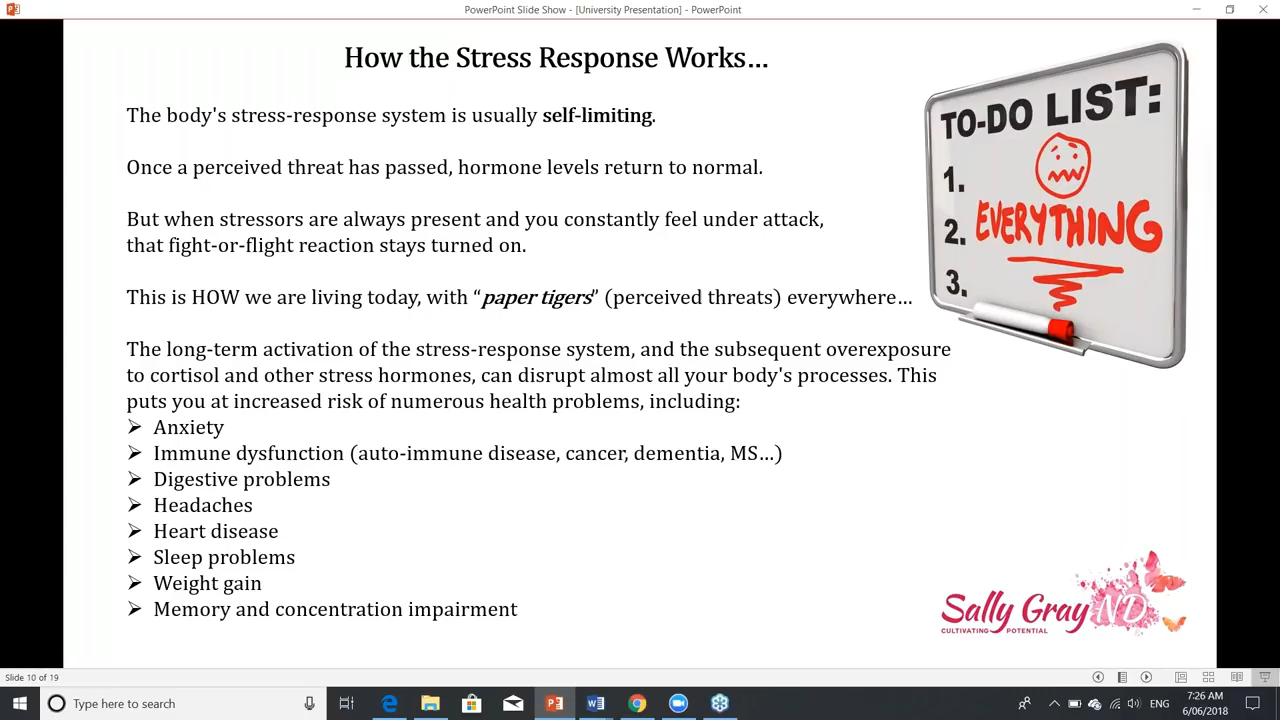 PowerPoint Slide Show - [University Presentation] - PowerPoint
How the Stress Response Works...
The body's stress-response system is usually self-limiting.
Once a perceived threat has passed, hormone levels return to normal.
But when stressors are always present and you constantly feel under attack,
that fight-or-flight reaction stays turned on.
This is HOW we are living today, with “paper tigers” (perceived threats) everywhere...
The long-term activation of the stress-response system, and the subsequent overexposure
to cortisol and other stress hormones, can disrupt almost all your body's processes. This
puts you at increased risk of numerous health problems, including:
➢ Anxiety
➢ Immune dysfunction (auto-immune disease, cancer, dementia, MS...)
➢ Digestive problems
➢ Headaches
➢ Heart disease
➢ Sleep problems
➢ Weight gain
➢ Memory and concentration impairment
TO-DO LIST:
1.
2. EVERYTHING
3.
Sally Gray ND
CULTIVATING POTENTIAL
Slide 10 of 19
Type here to search
ENG
7:26 AM
6/06/2018